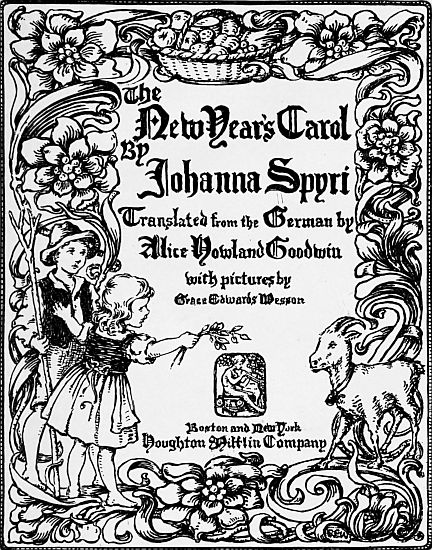 The
New Year's Carol
By
Johanna Spyri
Translated from the German by
Alice Howland Goodwin
with pictures by
Grace Edwards Wesson
Boston and New York
Houghton Mifflin Company
GEW